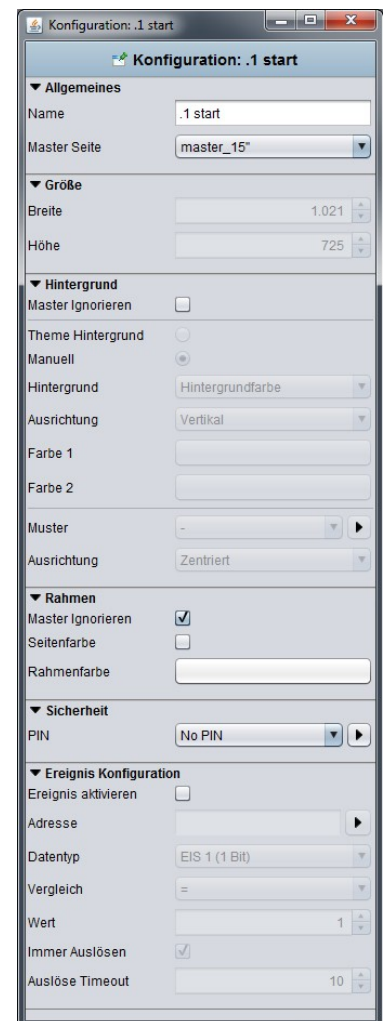 Konfiguration: .1 start
Konfiguration: .1 start
Allgemeines
Name .1 start
Master Seite master_15"
Größe
Breite 1.021
Höhe 725
Hintergrund
Master Ignorieren
Theme Hintergrund
Manuell
Hintergrund Hintergrundfarbe
Ausrichtung Vertikal
Farbe 1
Farbe 2
Muster -
Ausrichtung Zentriert
Rahmen
Master Ignorieren
Seitenfarbe
Rahmenfarbe
Sicherheit
PIN No PIN
Ereignis Konfiguration
Ereignis aktivieren
Adresse
Datentyp EIS 1 (1 Bit)
Vergleich =
Wert 1
Immer Auslösen
Auslöse Timeout 10